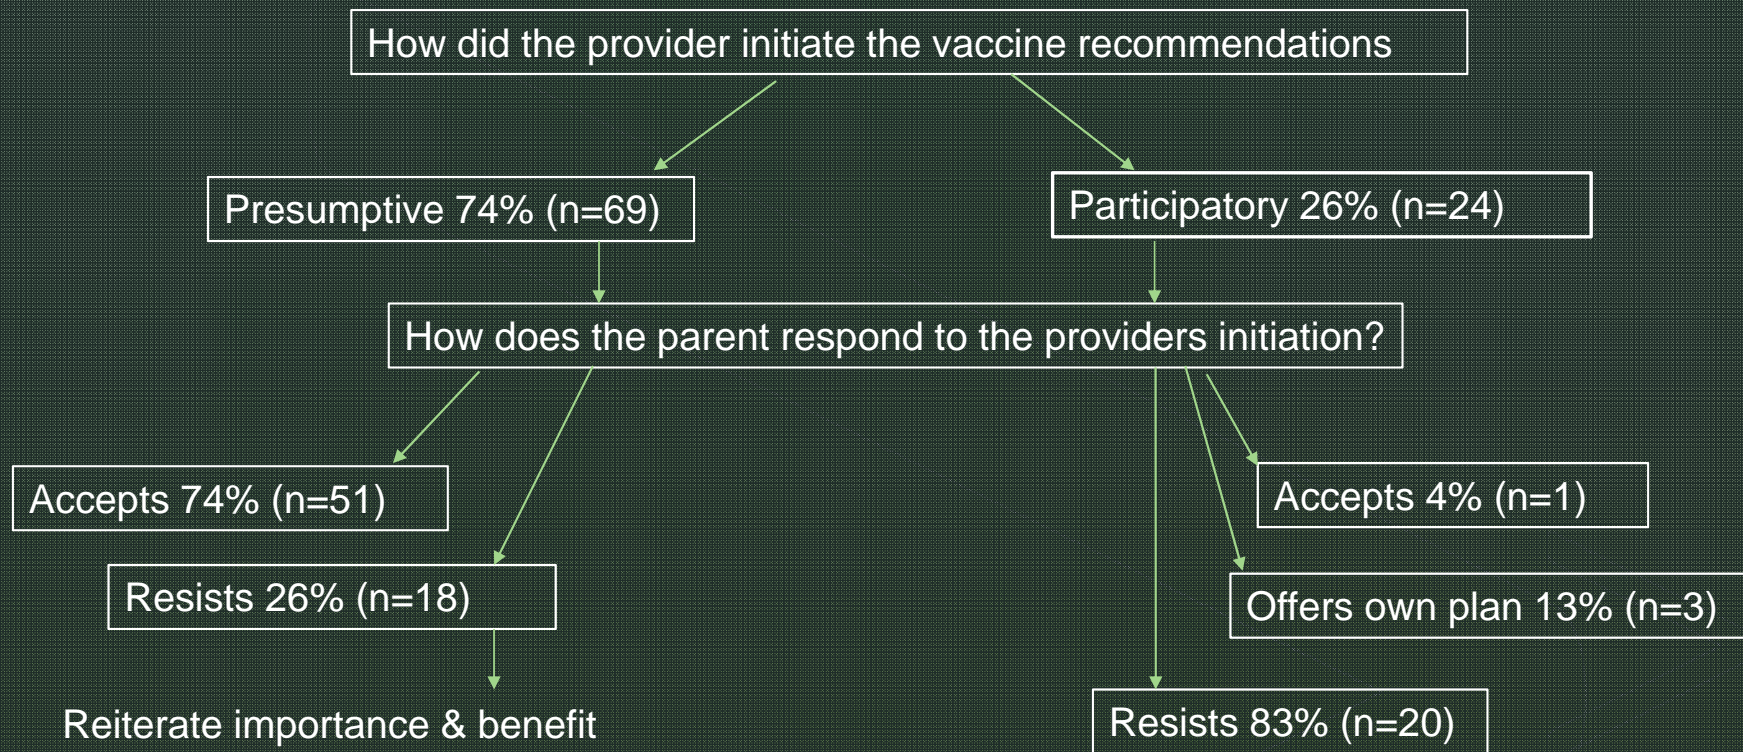 How did the provider initiate the vaccine recommendations
Presumptive 74% (n=69)
Participatory 26% (n=24)
How does the parent respond to the providers initiation?
Accepts 74% (n=51)
Accepts 4% (n=1)
Resists 26% (n=18)
Offers own plan 13% (n=3)
Reiterate importance & benefit
Resists 83% (n=20)